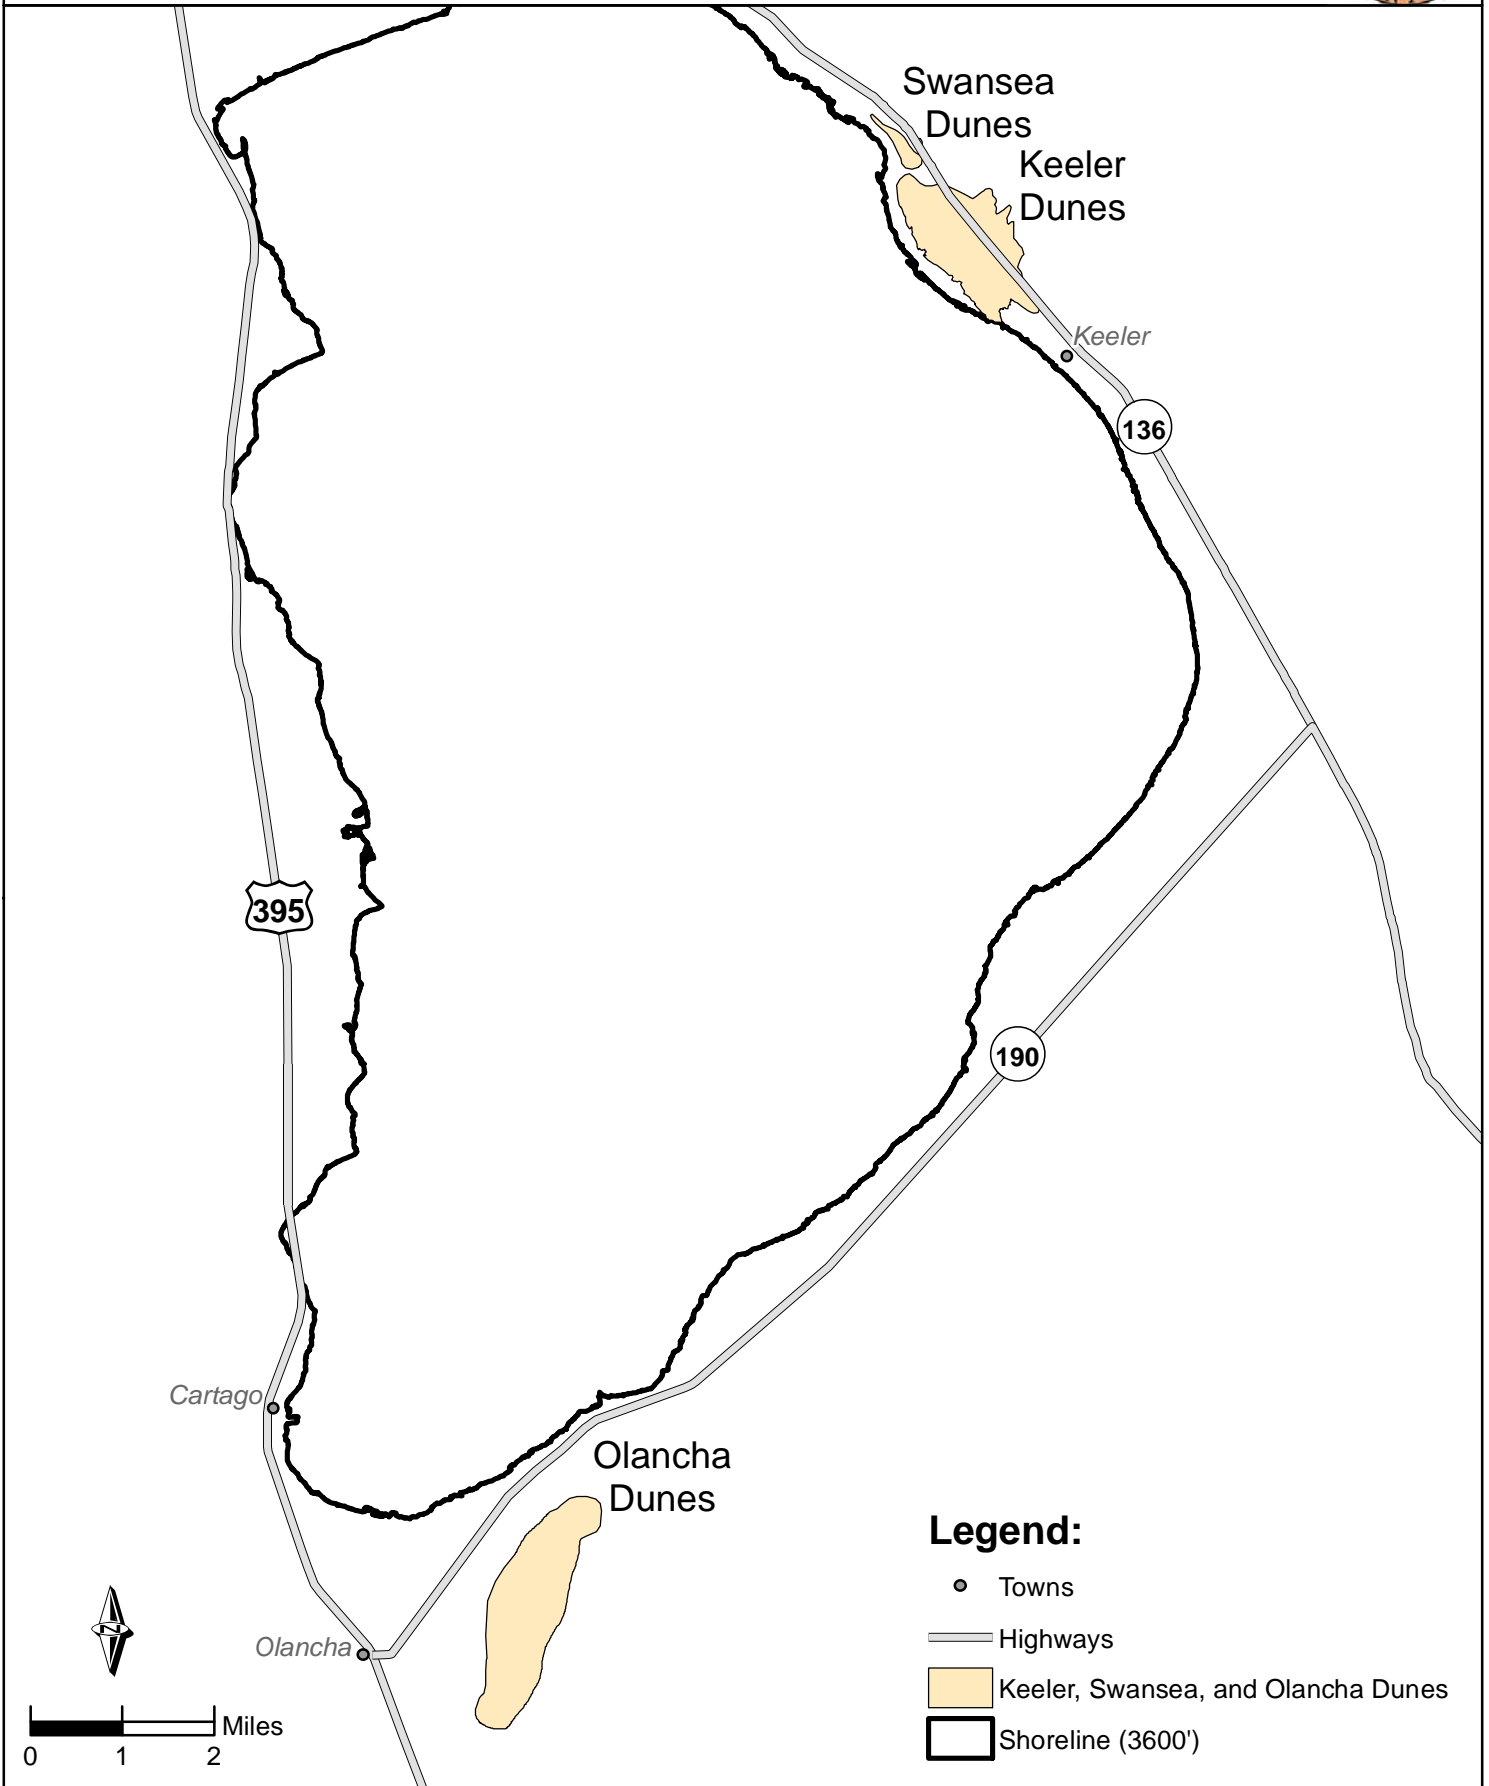 Swansea
Dunes
Keeler
Dunes
Keeler
136
395
190
Cartago
Olancha
Dunes
Olancha
N
Miles
0 1 2
Legend:
Towns
Highways
Keeler, Swansea, and Olancha Dunes
Shoreline (3600')